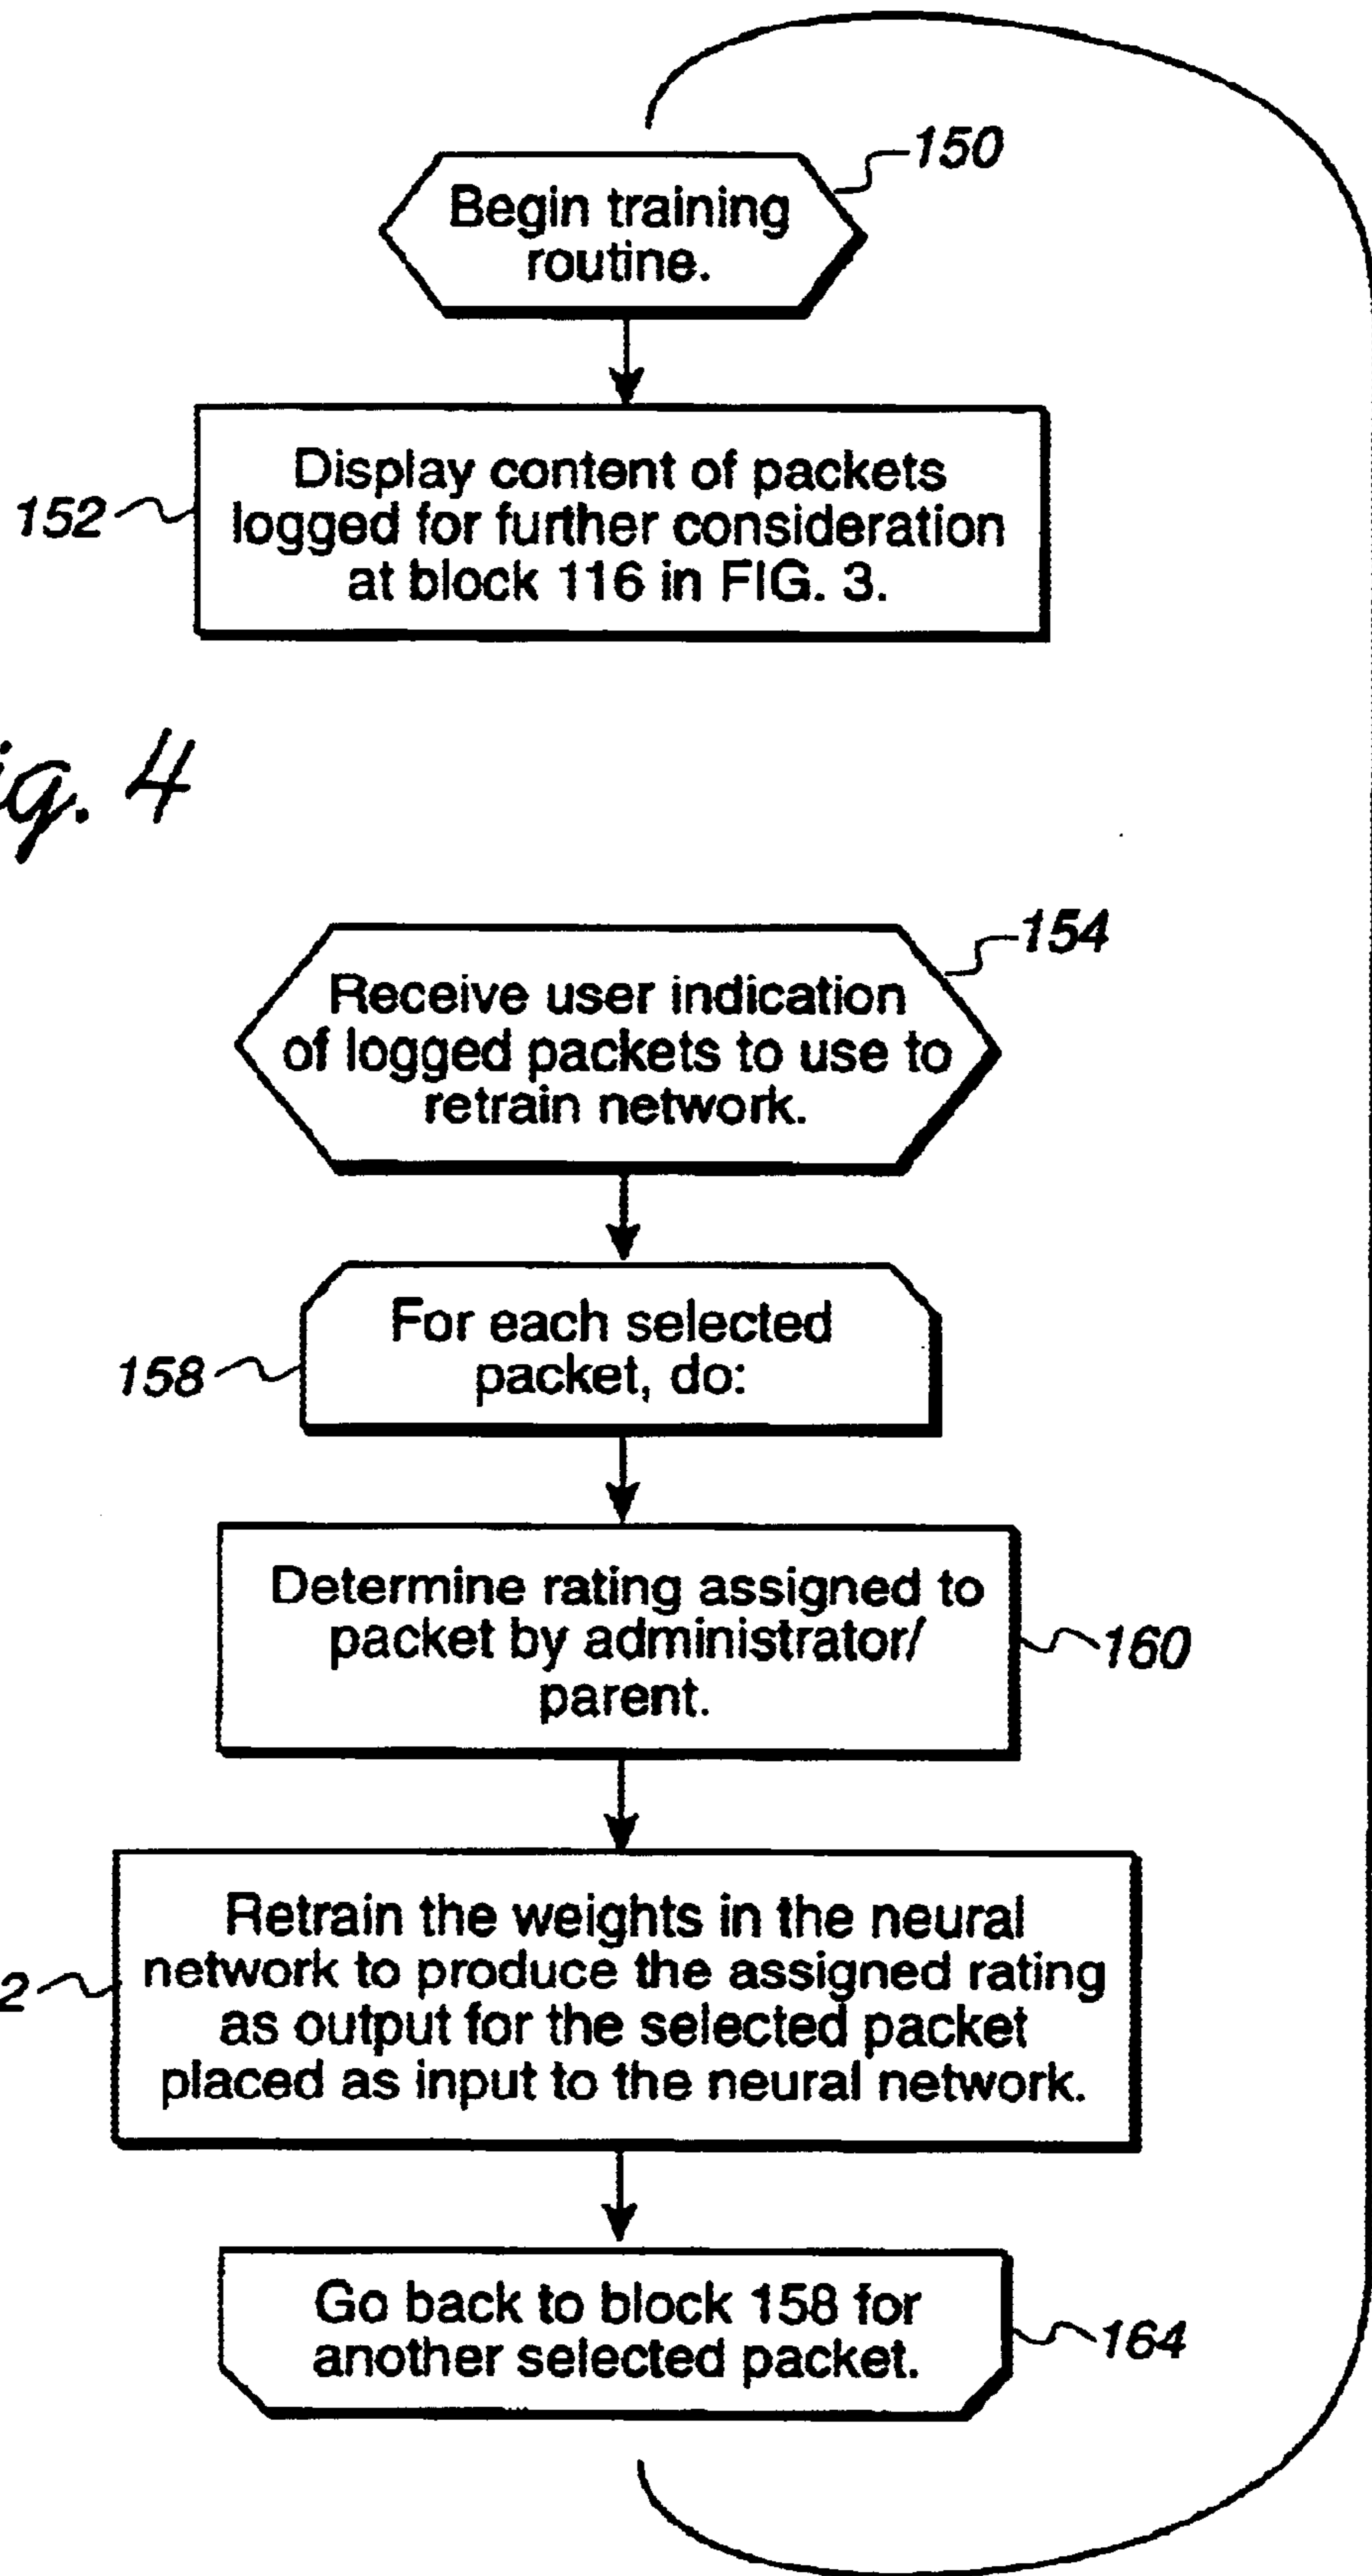 150
Begin training
routine.
152
Display content of packets
logged for further consideration
at block 116 in FIG. 3.
ig. 4
154
Receive user indication
of logged packets to use to
retrain network.
158
For each selected
packet, do:
Determine rating assigned to
packet by administrator/
parent.
160
2
Retrain the weights in the neural
network to produce the assigned rating
as output for the selected packet
placed as input to the neural network.
Go back to block 158 for
another selected packet.
164